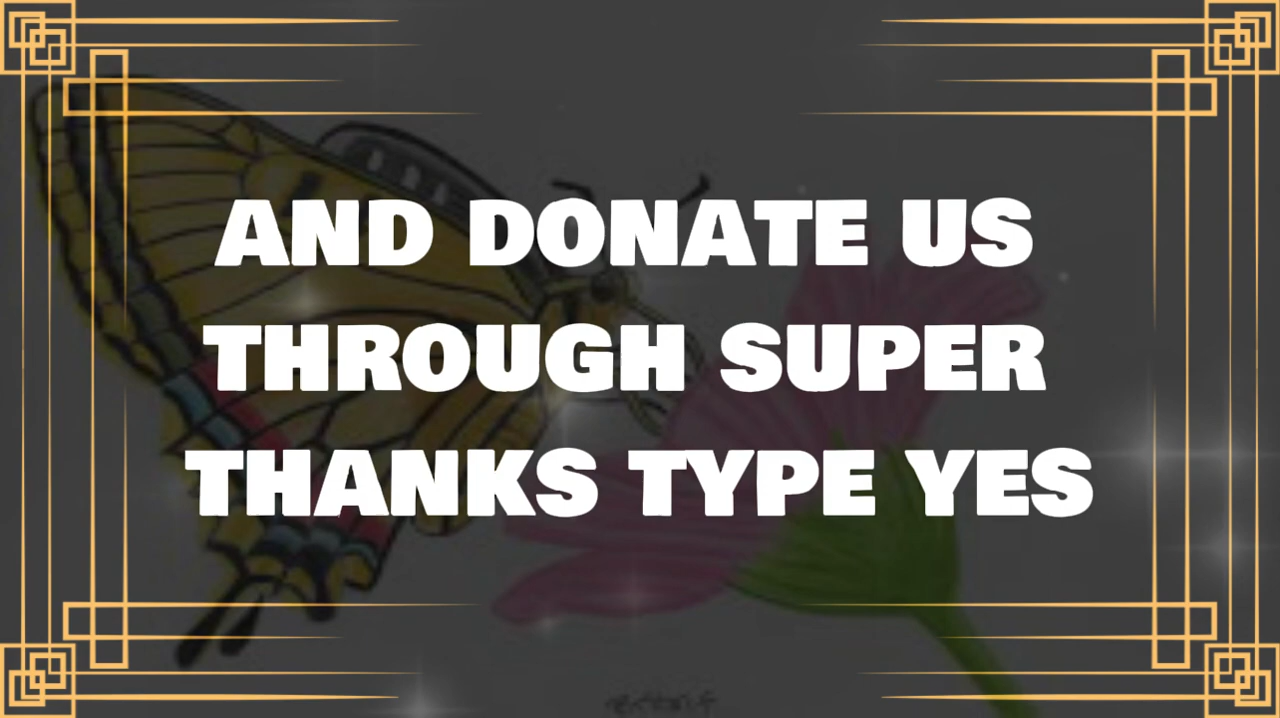 AND DONATE US
THROUGH SUPER
THANKS TYPE YES